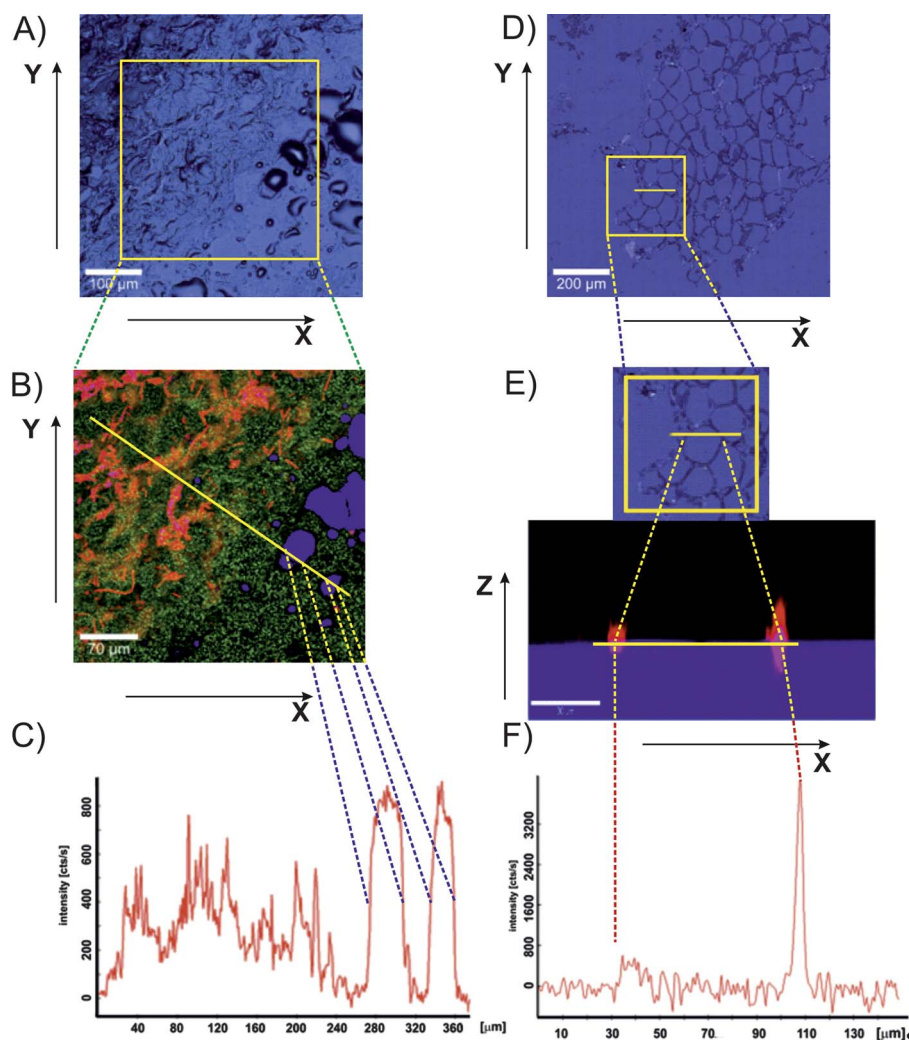 A)
Y
100 µm
X
B)
Y
70 µm
X
C)
intensity [cts/s]
800
600
400
200
0
40 80 120 160 200 240 280 320 360 [µm]
D)
Y
200 µm
X
E)
Z
X
F)
intensity [cts/s]
3200
2400
1600
800
0
10 30 50 70 90 110 130 [µm]